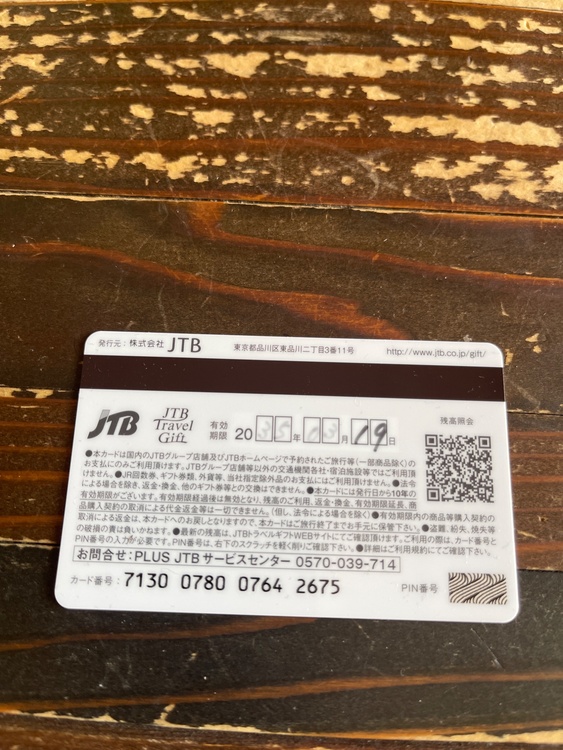 発行元：株式会社 JTB 東京都品川区東品川二丁目3番11号 http://www.jtb.co.jp/gift/
JTB
JTB
Travel
Gift
有効
期限
2035年03月19日
残高照会
●本カードは国内のJTBグループ店舗及びJTBホームページで予約されたご旅行等(一部商品除く)の
お支払にのみご利用頂けます。JTBグループ店舗等以外の交通機関各社・宿泊施設等ではご利用頂
けません。●JR回数券、ギフト券類、外貨等、当社指定除外品のお支払にはご利用頂けません。●法令
による場合を除き、返金・換金、他のギフト券等との交換はできません。●本カードには発行日から10年の
有効期限がございます。有効期限経過後は無効となり、残高のご利用、返金・換金、有効期限延長、商
品購入契約の取消による代金返金等は一切できません。(但し、法令による場合を除く)●有効期限内の商品等購入契約の
取消による返金は、本カードへのお戻しとなりますので、本カードはご旅行終了までお手元に保管下さい。●盗難、紛失、焼失等
や破損の責は負いかねます。●最新の残高は、JTBトラベルギフトWEBサイトにてご確認頂けます。ご利用の際は、カード番号と
PIN番号の入力が必要です。PIN番号は、右下のスクラッチを軽く削りご確認下さい。●詳細はご利用規約にてご確認下さい。
お問合せ：PLUS JTBサービスセンター 0570-039-714
カード番号：7130 0780 0764 2675 PIN番号